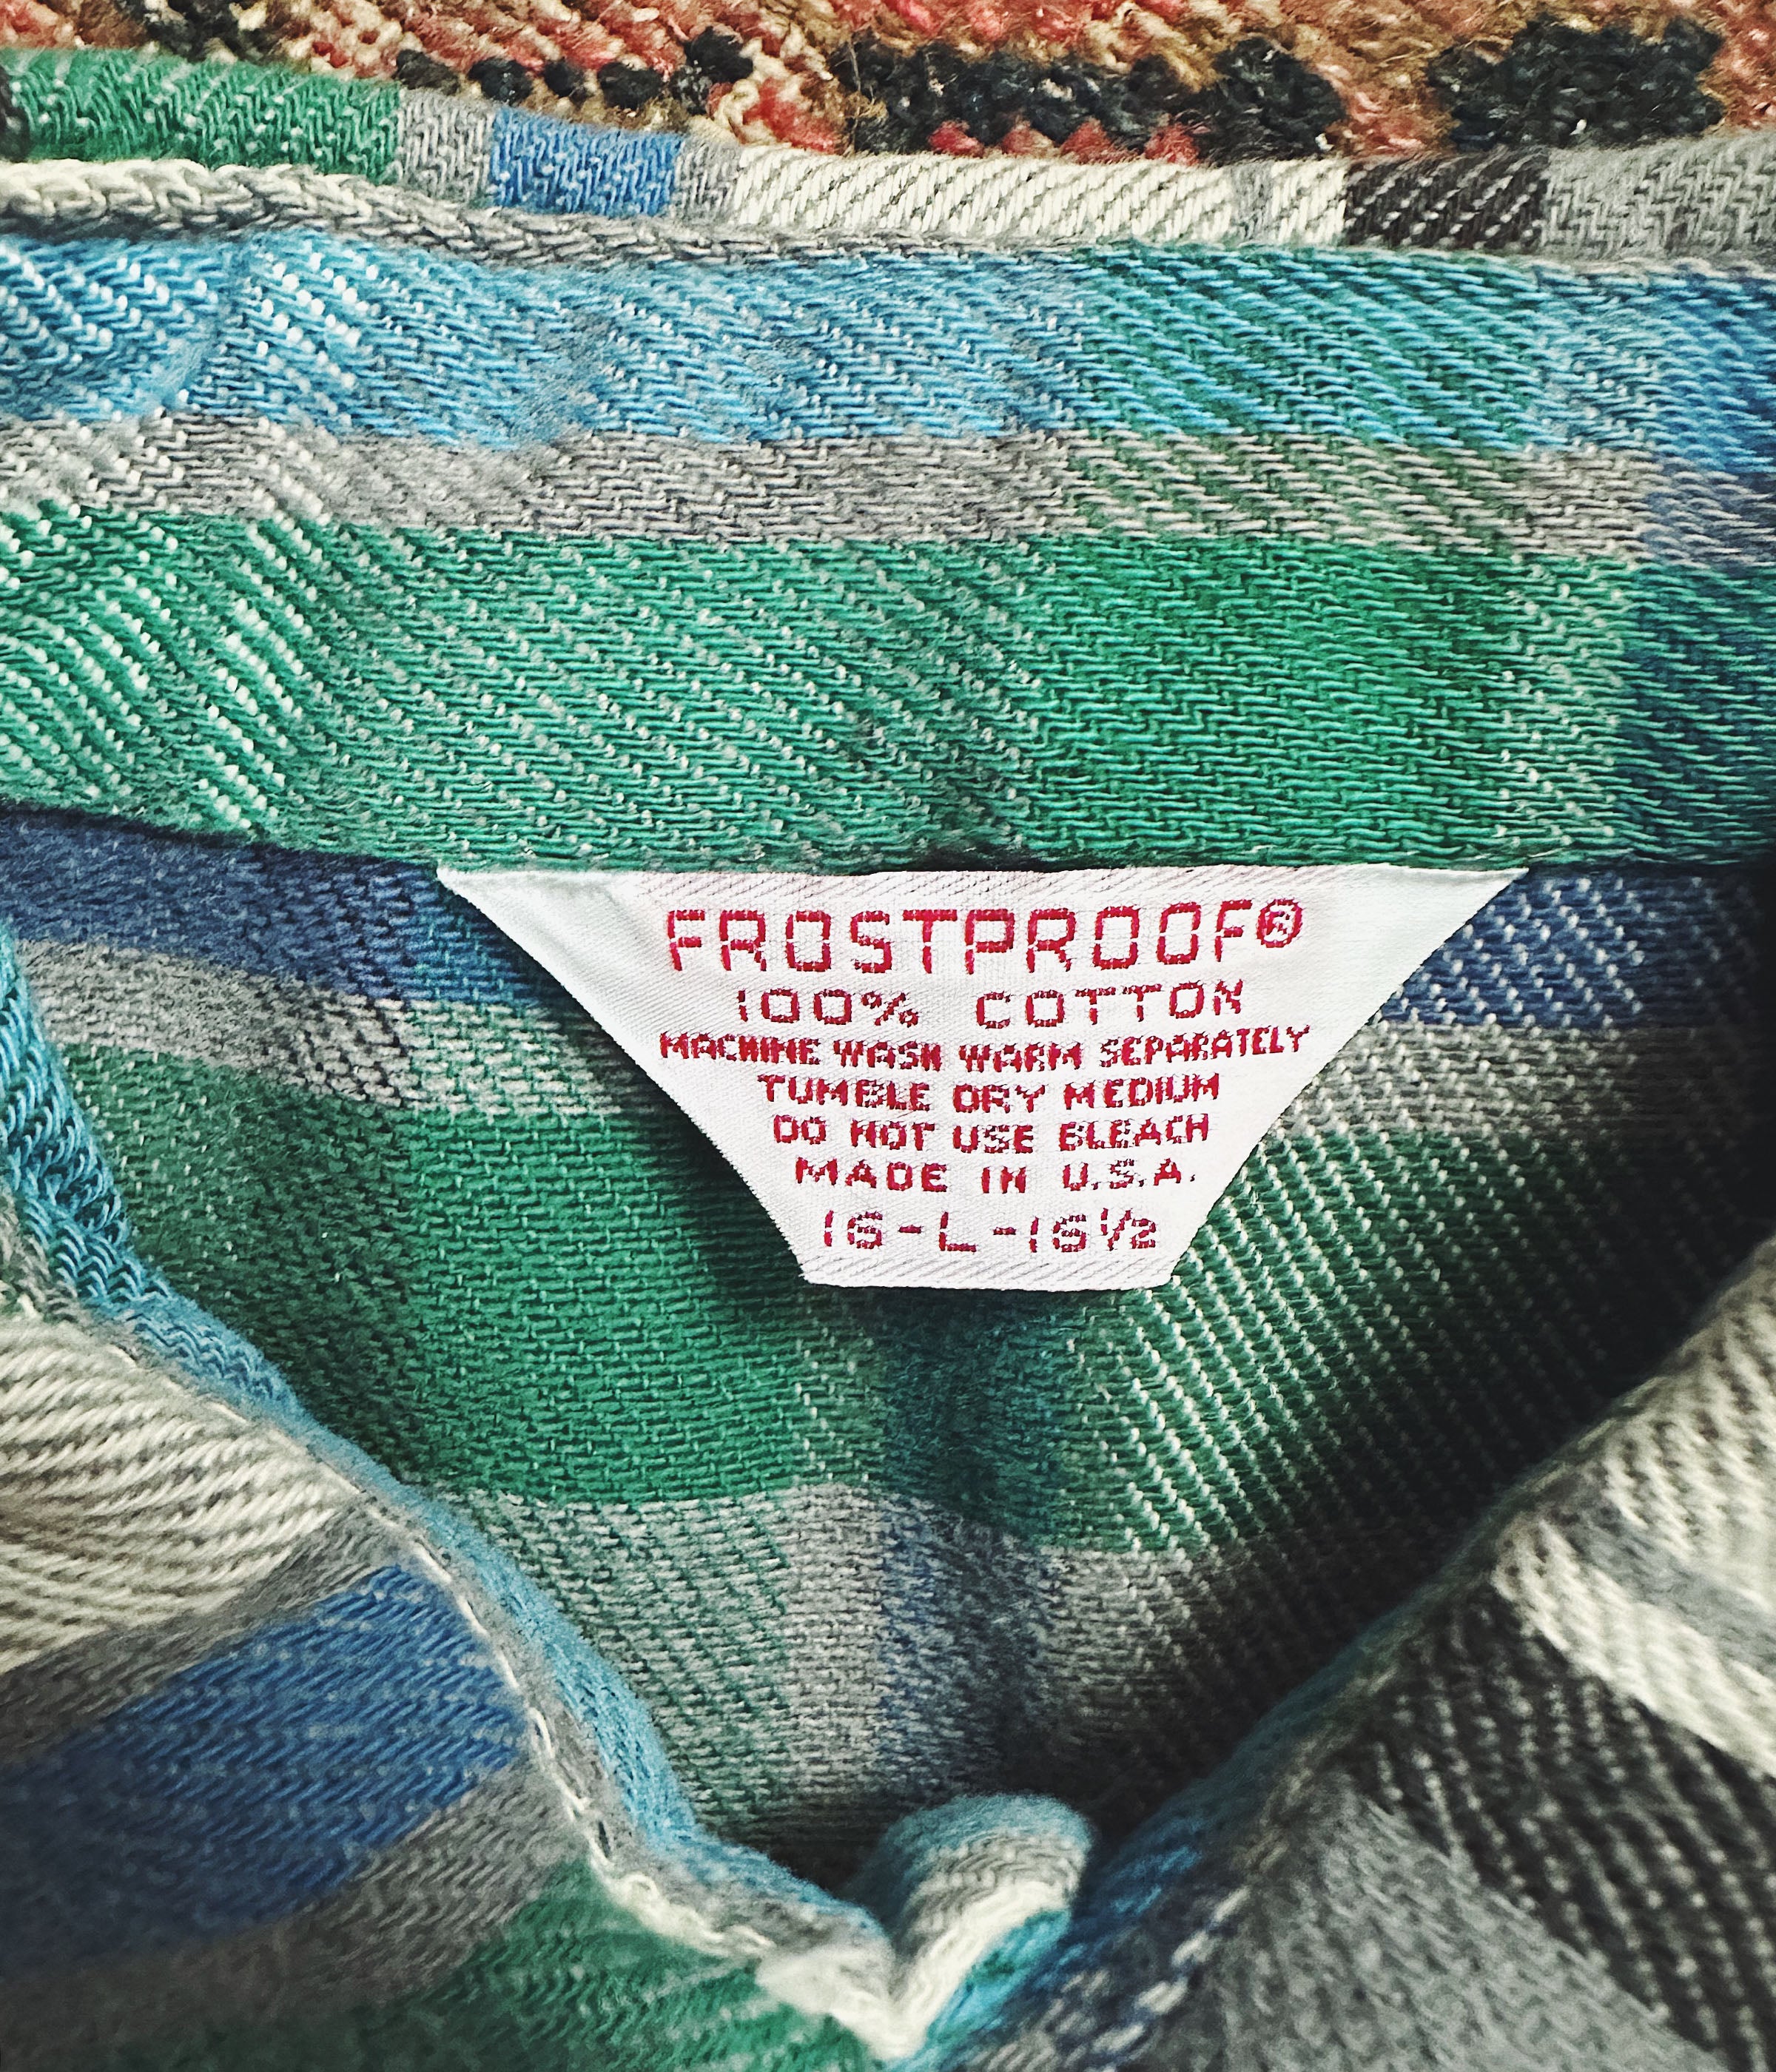 FROSTPROOF®
100% COTTON
MACHINE WASH WARM SEPARATELY
TUMBLE DRY MEDIUM
DO NOT USE BLEACH
MADE IN U.S.A.
16-L-16½